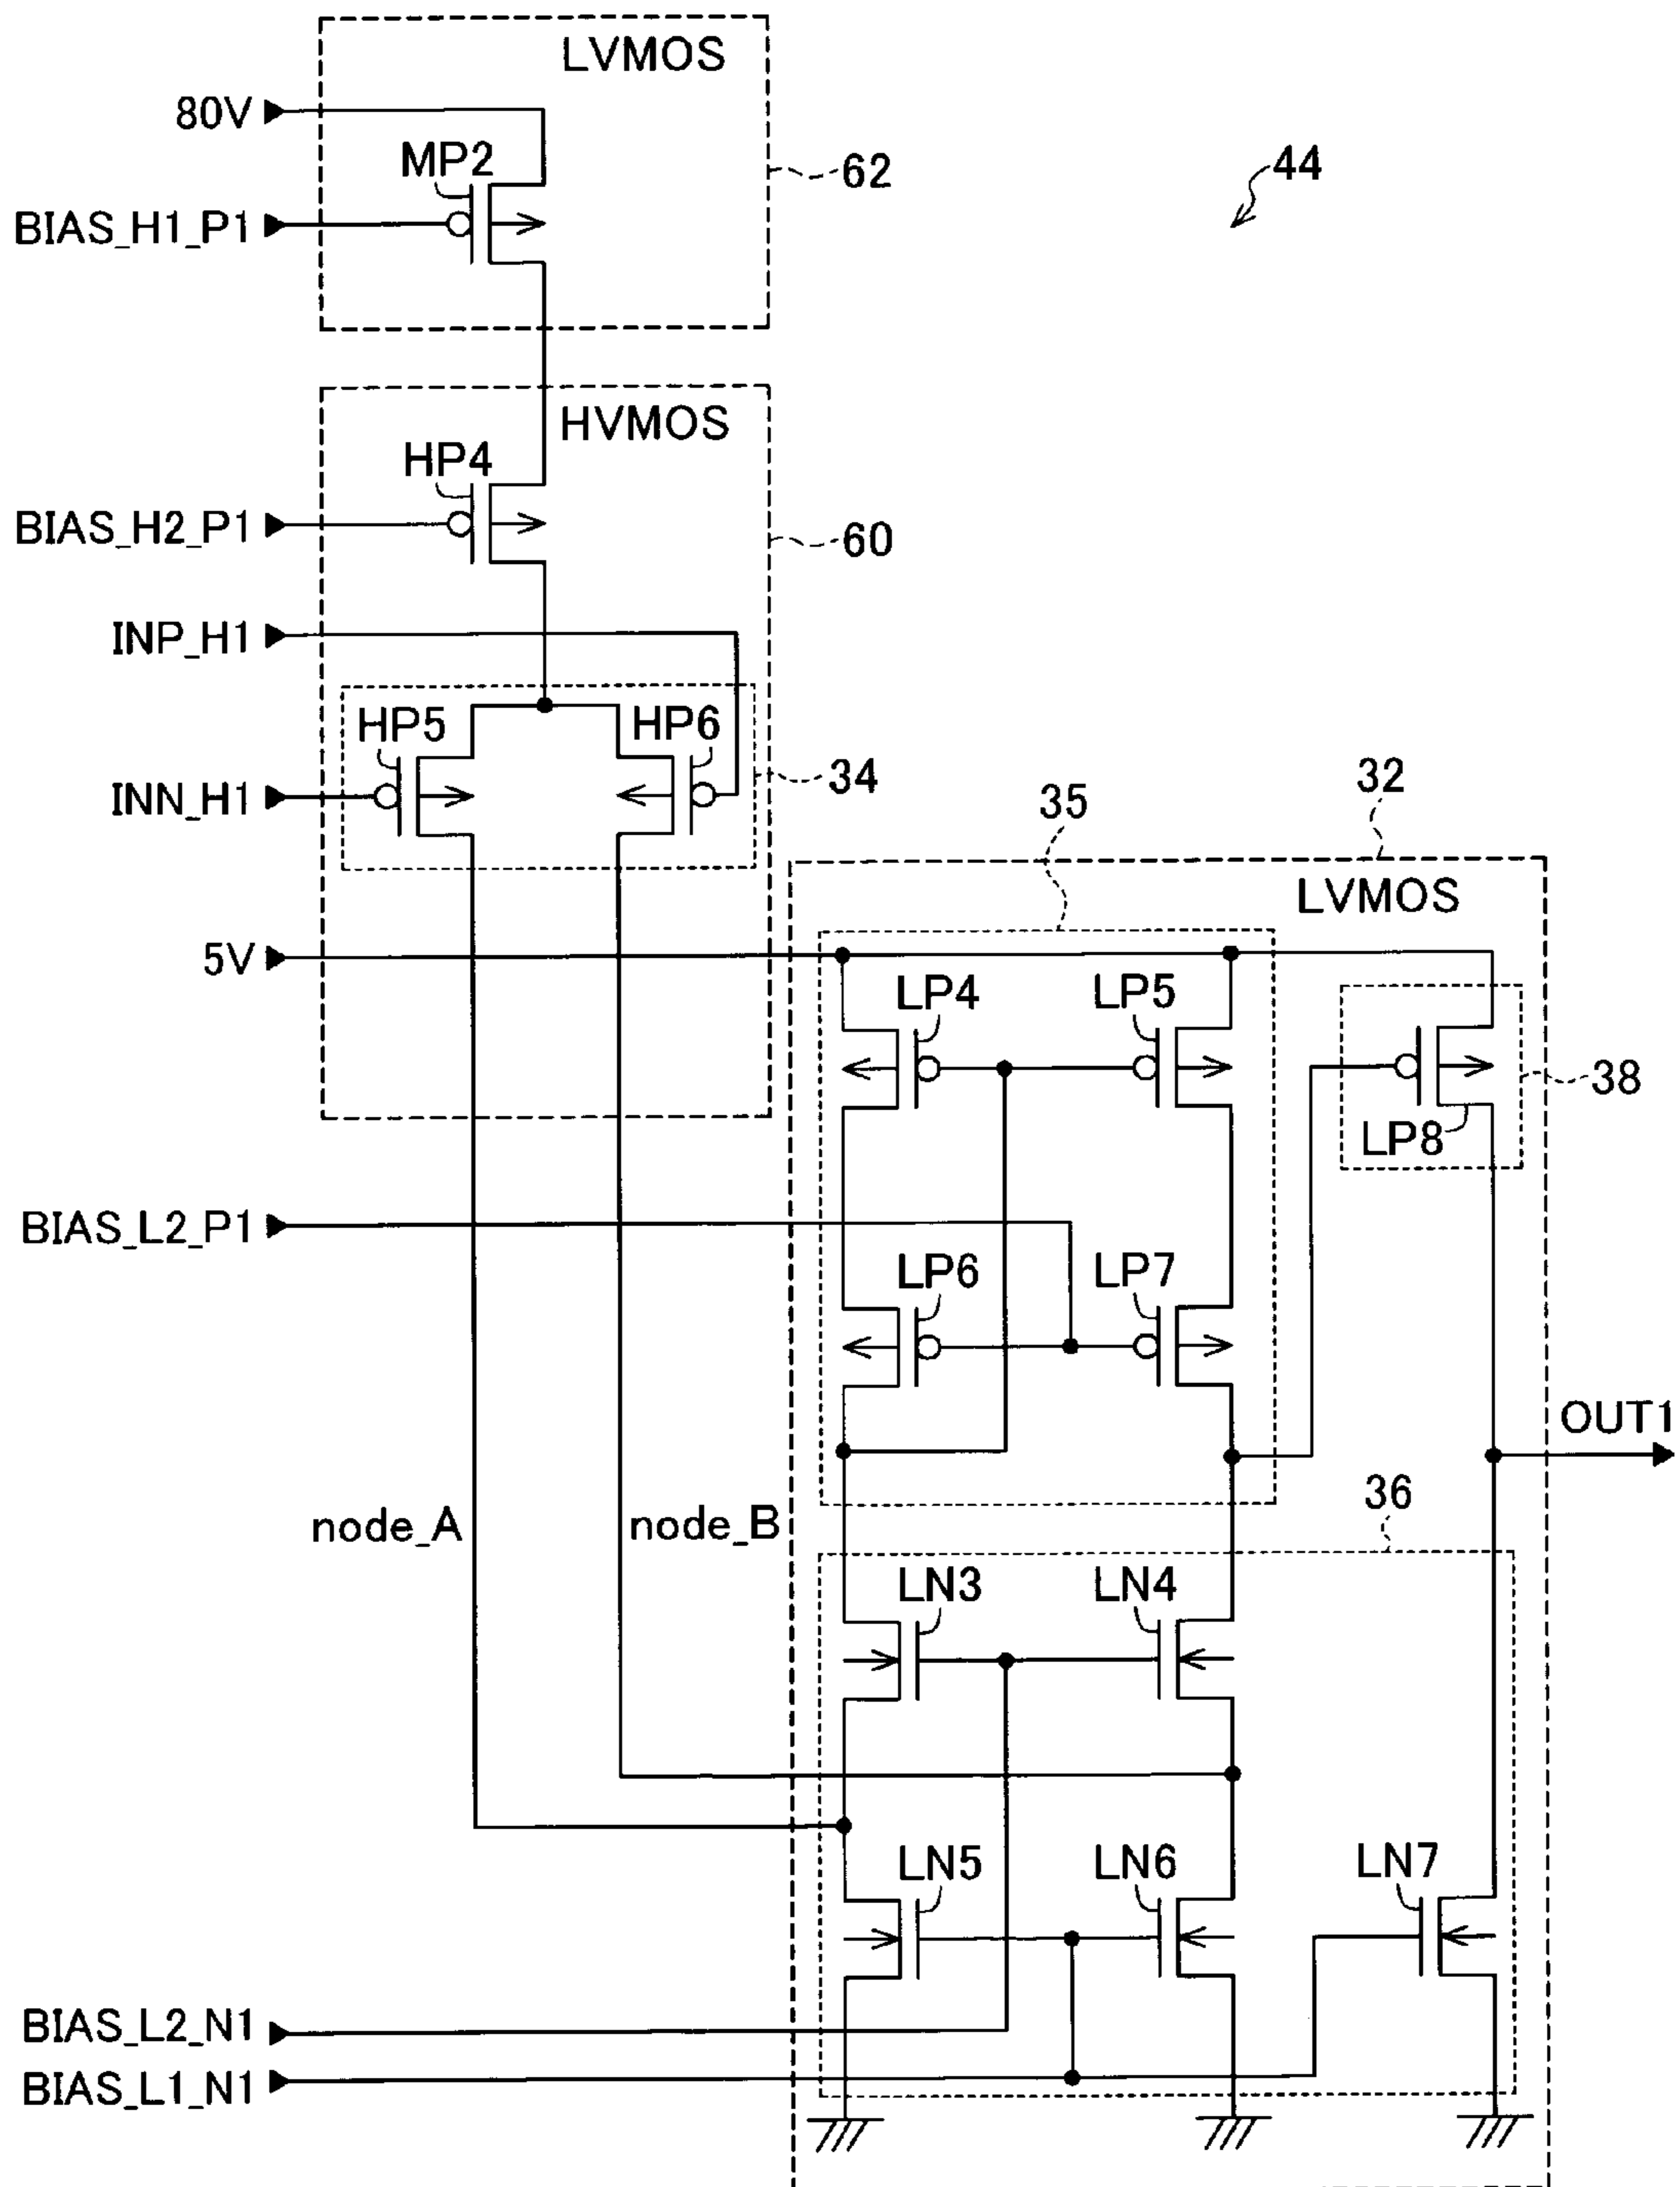 LVMOS
80V
MP2
62
44
BIAS_H1_P1
HVMOS
HP4
BIAS_H2_P1
60
INP_H1
HP5
HP6
34
32
INN_H1
35
LVMOS
5V
LP4
LP5
38
LP8
BIAS_L2_P1
LP6
LP7
OUT1
36
node_A
node_B
LN3
LN4
LN5
LN6
LN7
BIAS_L2_N1
BIAS_L1_N1